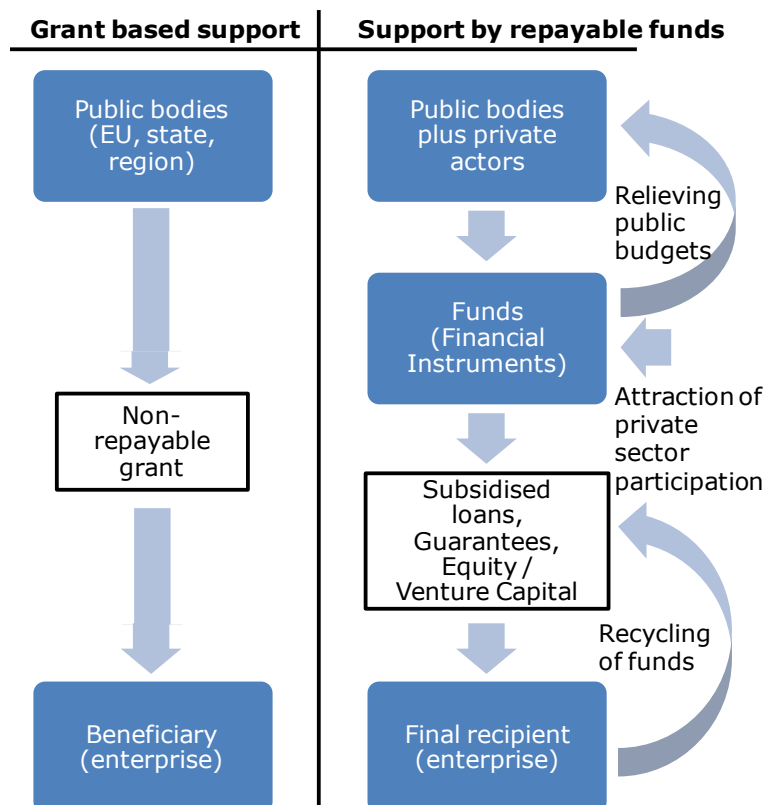 Grant based support
Public bodies
(EU, state,
region)
Non-
repayable
grant
Beneficiary
(enterprise)
Support by repayable funds
Public bodies
plus private
actors
Relieving
public
budgets
Funds
(Financial
Instruments)
Attraction of
private
sector
participation
Subsidised
loans,
Guarantees,
Equity /
Venture Capital
Recycling
of funds
Final recipient
(enterprise)